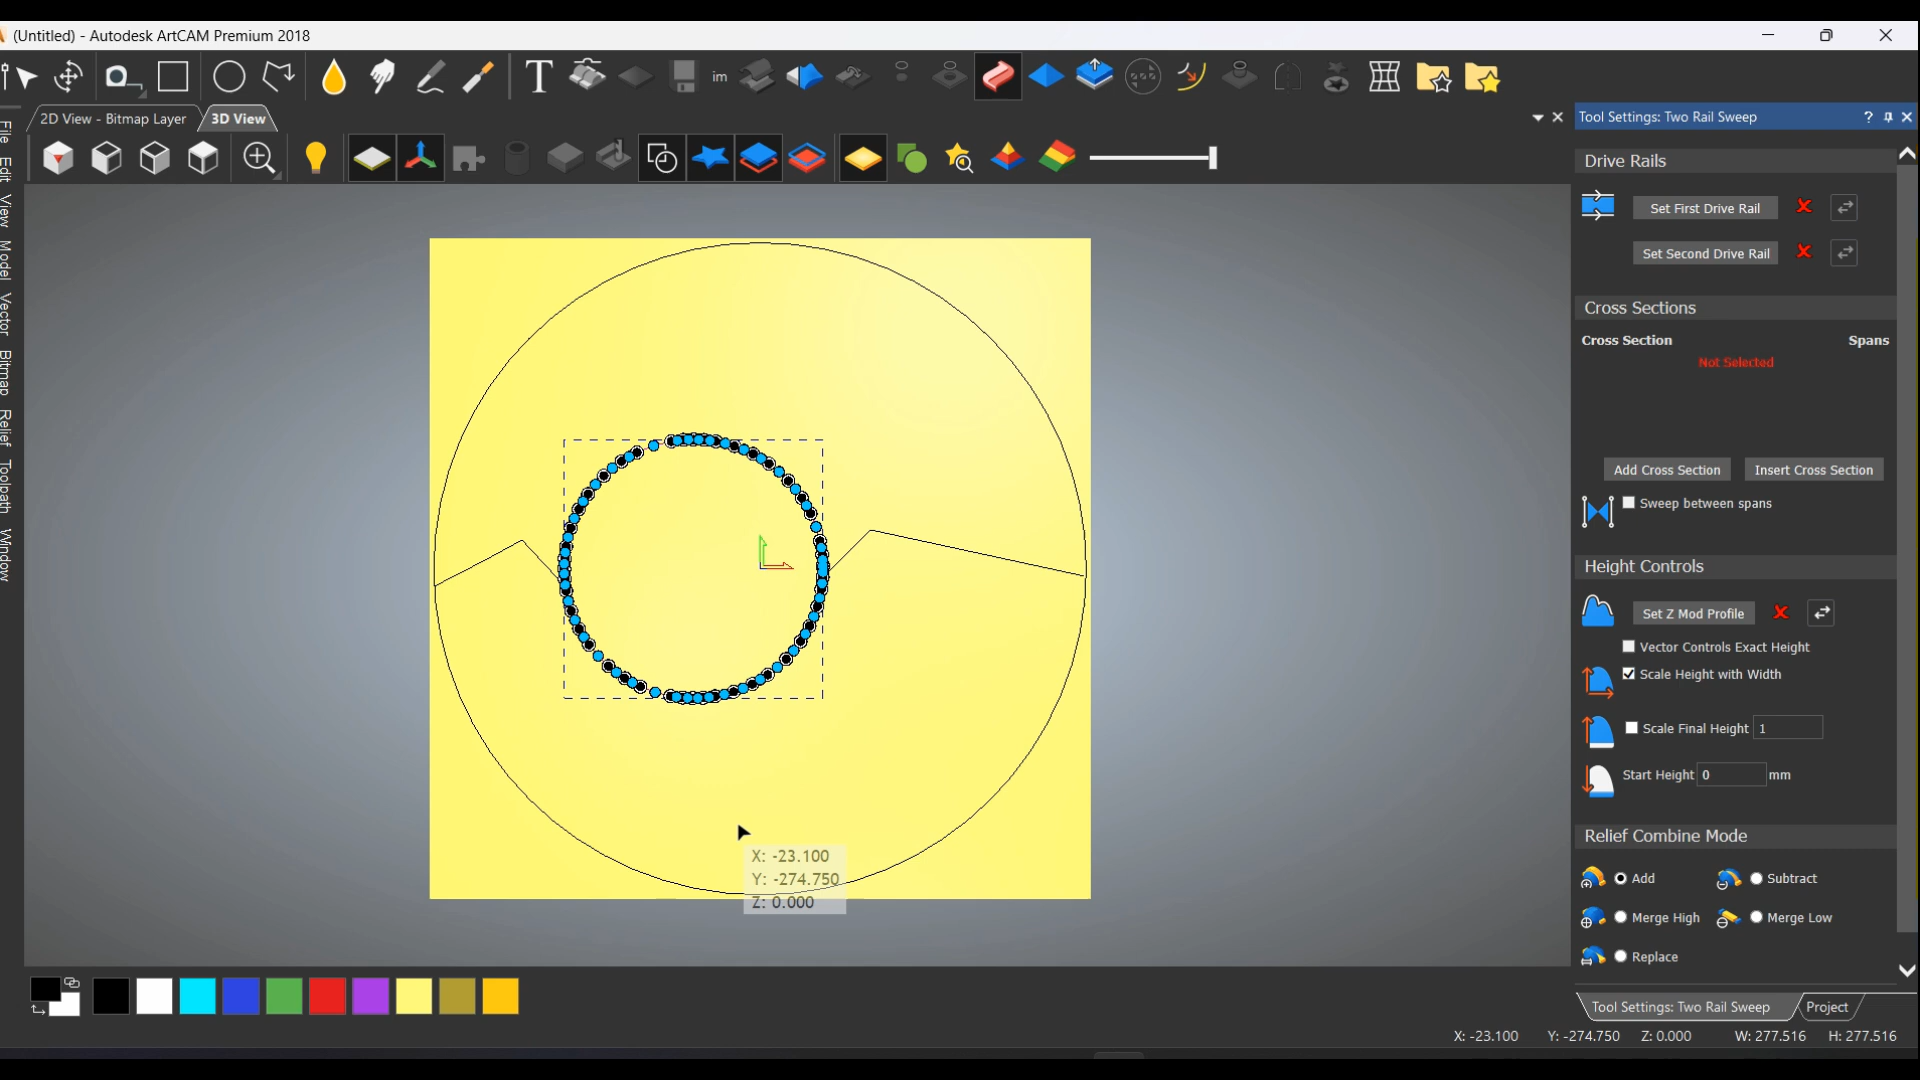 (Untitled) - Autodesk ArtCAM Premium 2018
T
im
2D View - Bitmap Layer
3D View
Tool Settings: Two Rail Sweep
?
File
Edit
View
Model
Vector
Bitmap
Relief
Toolpath
Window
Drive Rails
Set First Drive Rail
Set Second Drive Rail
Cross Sections
Cross Section Spans
Not Selected
Add Cross Section Insert Cross Section
Sweep between spans
Height Controls
Set Z Mod Profile
Vector Controls Exact Height
Scale Height with Width
Scale Final Height 1
Start Height 0 mm
Relief Combine Mode
Add Subtract
Merge High Merge Low
Replace
X: -23.100
Y: -274.750
Z: 0.000
Tool Settings: Two Rail Sweep Project
X: -23.100 Y: -274.750 Z: 0.000 W: 277.516 H: 277.516